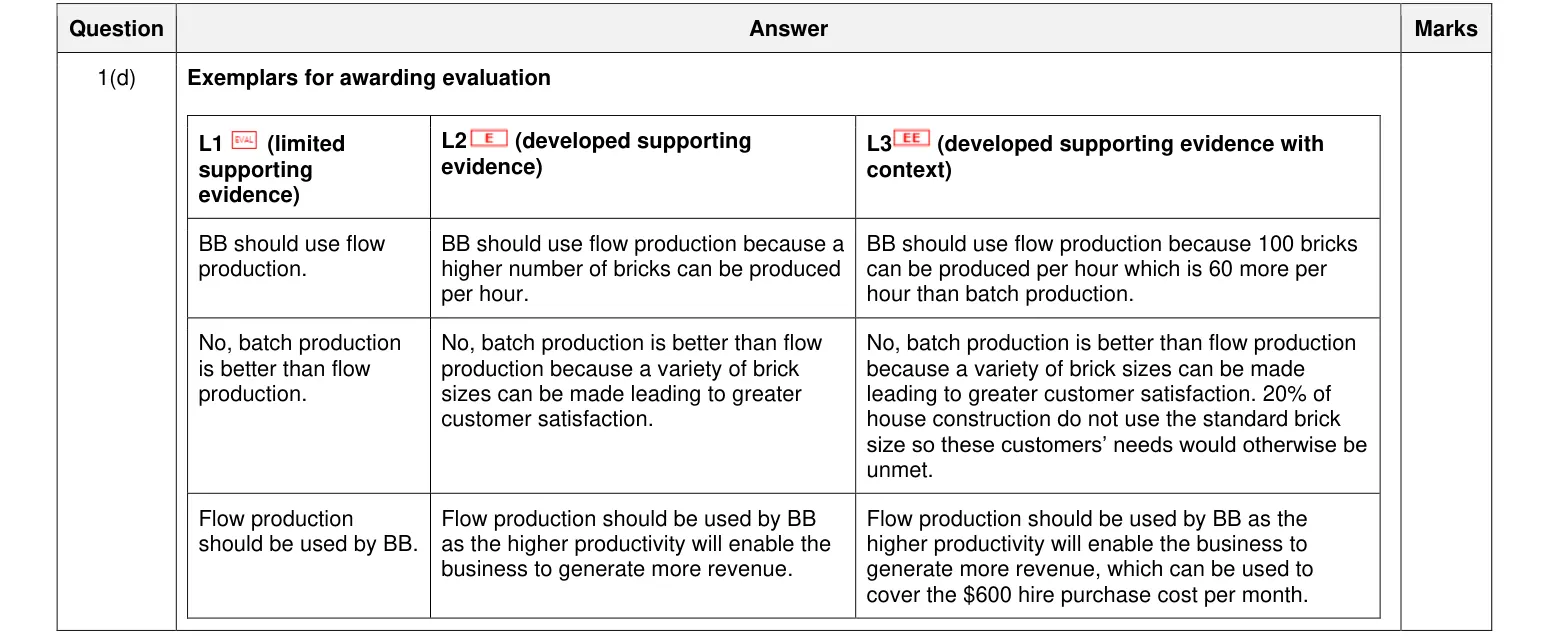 Question Answer Marks
1(d) Exemplars for awarding evaluation
L1 EVAL (limited
supporting
evidence)
L2 E (developed supporting
evidence)
L3 EE (developed supporting evidence with
context)
BB should use flow
production.
BB should use flow production because a
higher number of bricks can be produced
per hour.
BB should use flow production because 100 bricks
can be produced per hour which is 60 more per
hour than batch production.
No, batch production
is better than flow
production.
No, batch production is better than flow
production because a variety of brick
sizes can be made leading to greater
customer satisfaction.
No, batch production is better than flow production
because a variety of brick sizes can be made
leading to greater customer satisfaction. 20% of
house construction do not use the standard brick
size so these customers’ needs would otherwise be
unmet.
Flow production
should be used by BB.
Flow production should be used by BB
as the higher productivity will enable the
business to generate more revenue.
Flow production should be used by BB as the
higher productivity will enable the business to
generate more revenue, which can be used to
cover the $600 hire purchase cost per month.